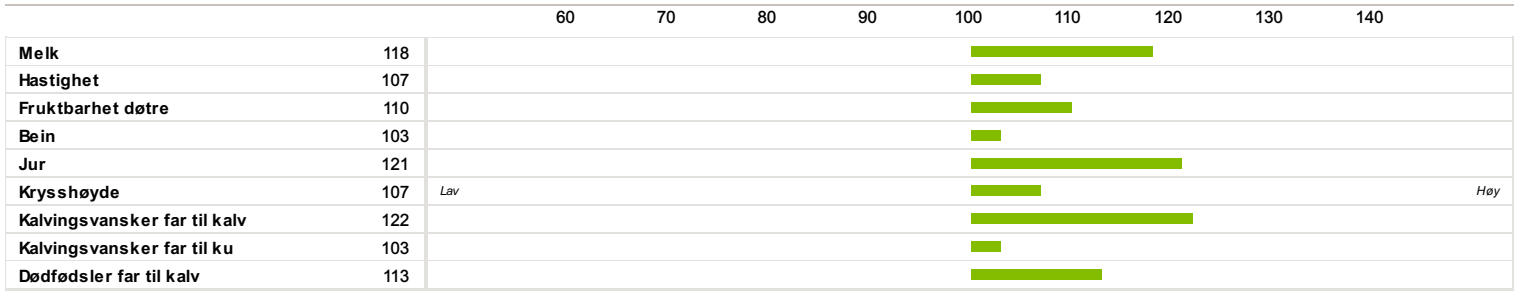 60 70 80 90 100 110 120 130 140
Melk 118
Hastighet 107
Fruktbarhet døtre 110
Bein 103
Jur 121
Krysshøyde 107 Lav Høy
Kalvingsvansker far til kalv 122
Kalvingsvansker far til ku 103
Dødfødsler far til kalv 113